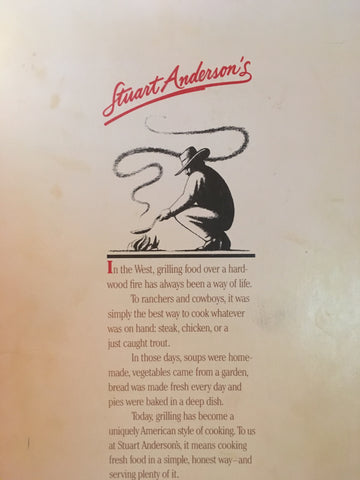 Stuart Anderson's
In the West, grilling food over a hard-
wood fire has always been a way of life.
To ranchers and cowboys, it was
simply the best way to cook whatever
was on hand: steak, chicken, or a
just caught trout.
In those days, soups were home-
made, vegetables came from a garden,
bread was made fresh every day and
pies were baked in a deep dish.
Today, grilling has become a
uniquely American style of cooking. To us
at Stuart Anderson's, it means cooking
fresh food in a simple, honest way–and
serving plenty of it.